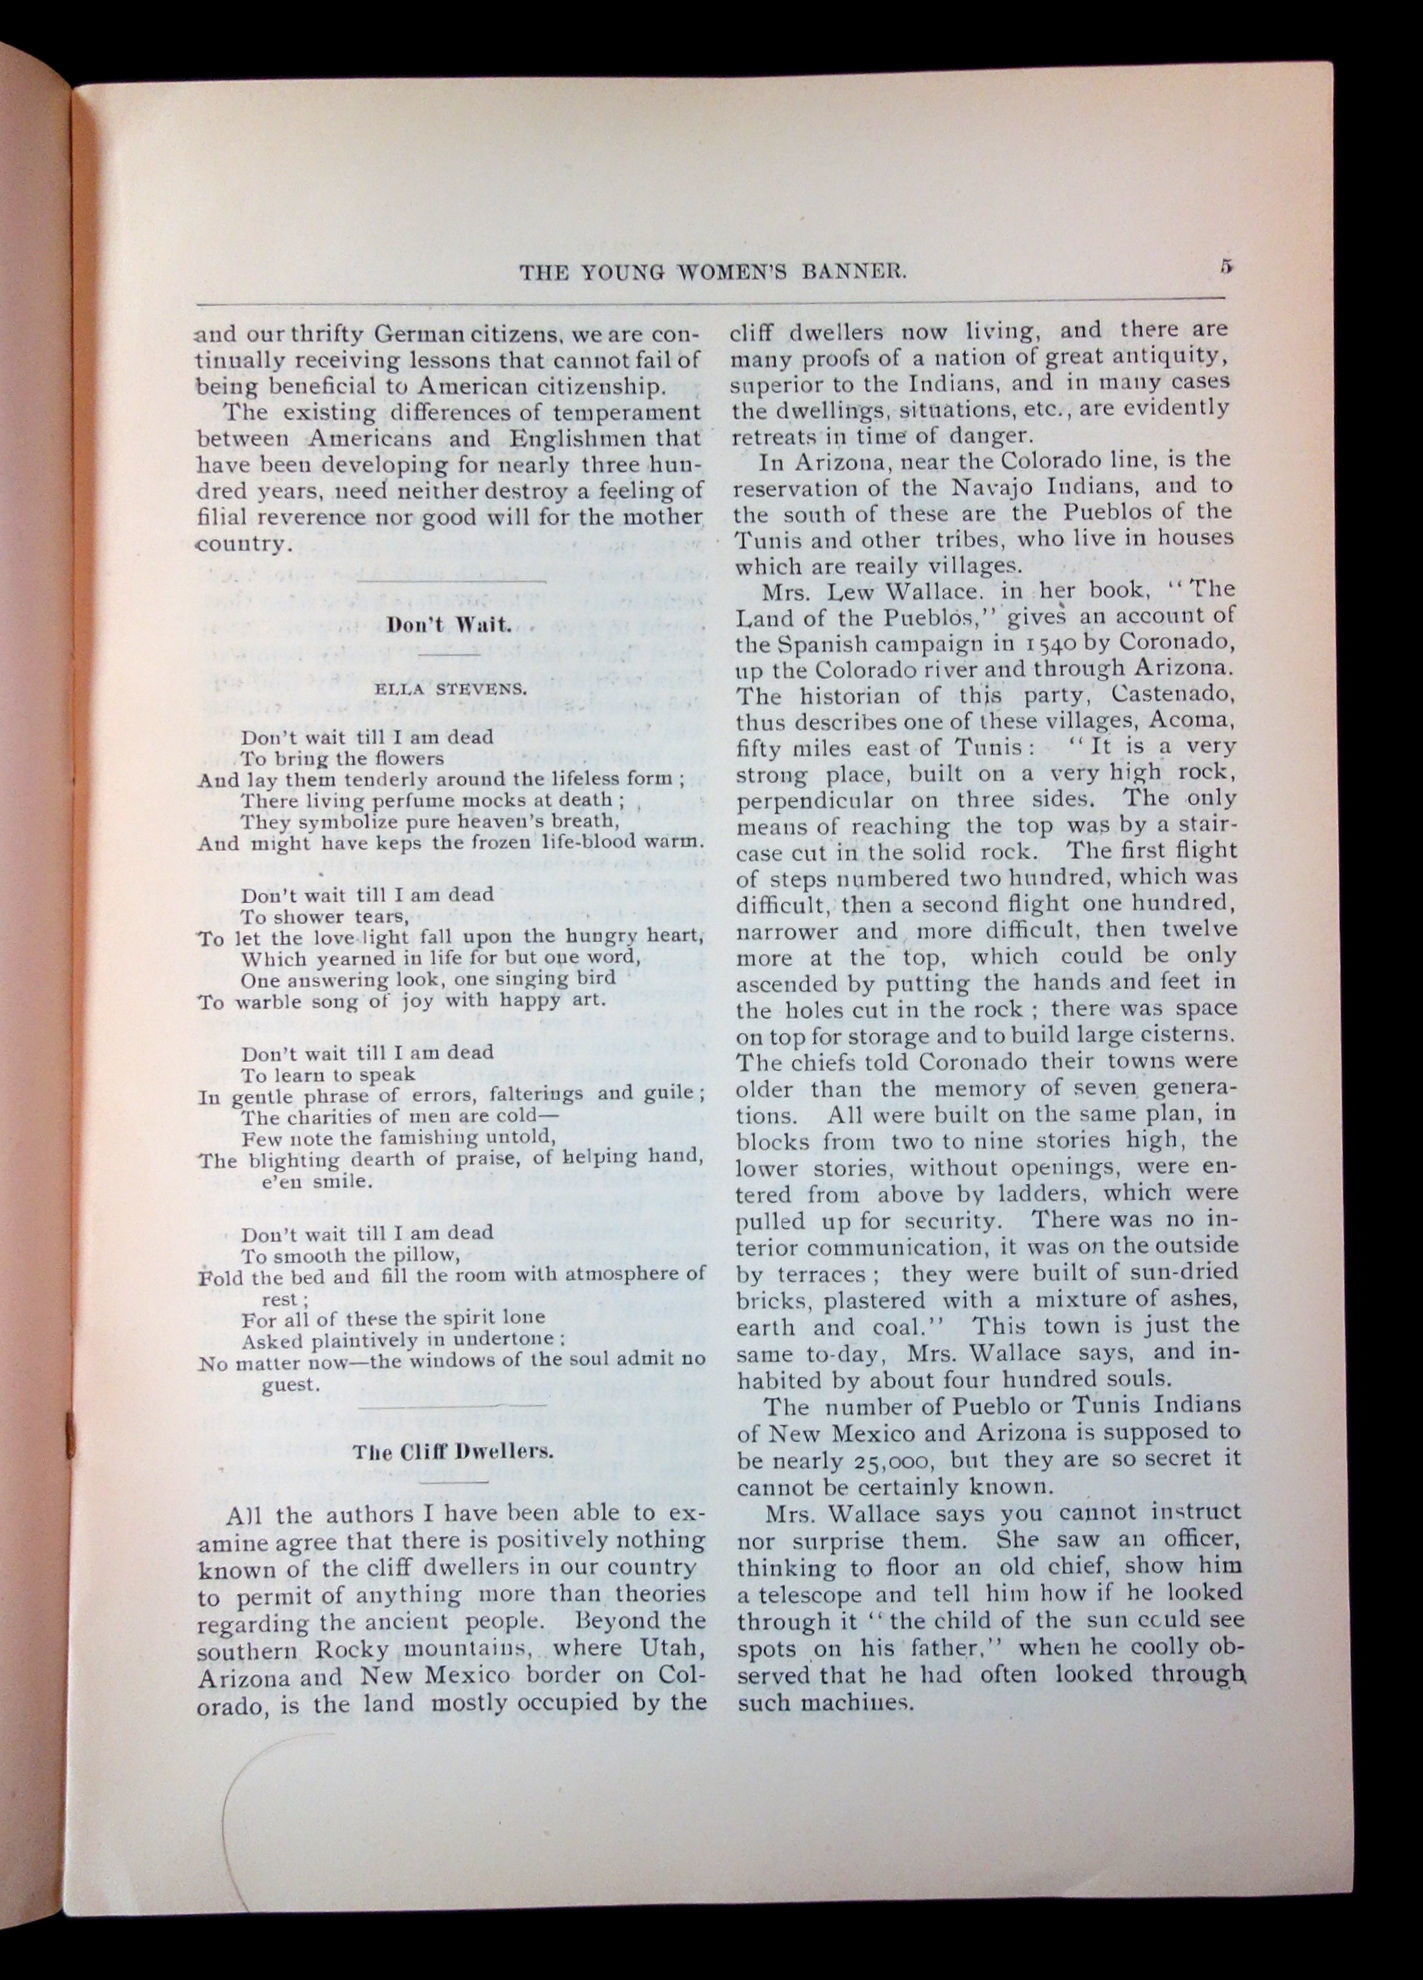 THE YOUNG WOMEN'S BANNER.
5
and our thrifty German citizens, we are con-
tinually receiving lessons that cannot fail of
being beneficial to American citizenship.
The existing differences of temperament
between Americans and Englishmen that
have been developing for nearly three hun-
dred years, need neither destroy a feeling of
filial reverence nor good will for the mother
country.
Don't Wait.
ELLA STEVENS.
Don't wait till I am dead
To bring the flowers
And lay them tenderly around the lifeless form ;
There living perfume mocks at death ;
They symbolize pure heaven's breath,
And might have keps the frozen life-blood warm.
Don't wait till I am dead
To shower tears,
To let the love-light fall upon the hungry heart,
Which yearned in life for but one word,
One answering look, one singing bird
To warble song of joy with happy art.
Don't wait till I am dead
To learn to speak
In gentle phrase of errors, falterings and guile ;
The charities of men are cold—
Few note the famishing untold,
The blighting dearth of praise, of helping hand,
e'en smile.
Don't wait till I am dead
To smooth the pillow,
Fold the bed and fill the room with atmosphere of
rest ;
For all of these the spirit lone
Asked plaintively in undertone ;
No matter now—the windows of the soul admit no
guest.
The Cliff Dwellers.
All the authors I have been able to ex-
amine agree that there is positively nothing
known of the cliff dwellers in our country
to permit of anything more than theories
regarding the ancient people. Beyond the
southern Rocky mountains, where Utah,
Arizona and New Mexico border on Col-
orado, is the land mostly occupied by the
cliff dwellers now living, and there are
many proofs of a nation of great antiquity,
superior to the Indians, and in many cases
the dwellings, situations, etc., are evidently
retreats in time of danger.
In Arizona, near the Colorado line, is the
reservation of the Navajo Indians, and to
the south of these are the Pueblos of the
Tunis and other tribes, who live in houses
which are reaily villages.
Mrs. Lew Wallace. in her book, "The
Land of the Pueblos," gives an account of
the Spanish campaign in 1540 by Coronado,
up the Colorado river and through Arizona.
The historian of this party, Castenado,
thus describes one of these villages, Acoma,
fifty miles east of Tunis : "It is a very
strong place, built on a very high rock,
perpendicular on three sides. The only
means of reaching the top was by a stair-
case cut in the solid rock. The first flight
of steps numbered two hundred, which was
difficult, then a second flight one hundred,
narrower and more difficult, then twelve
more at the top, which could be only
ascended by putting the hands and feet in
the holes cut in the rock ; there was space
on top for storage and to build large cisterns.
The chiefs told Coronado their towns were
older than the memory of seven genera-
tions. All were built on the same plan, in
blocks from two to nine stories high, the
lower stories, without openings, were en-
tered from above by ladders, which were
pulled up for security. There was no in-
terior communication, it was on the outside
by terraces ; they were built of sun-dried
bricks, plastered with a mixture of ashes,
earth and coal." This town is just the
same to-day, Mrs. Wallace says, and in-
habited by about four hundred souls.
The number of Pueblo or Tunis Indians
of New Mexico and Arizona is supposed to
be nearly 25,000, but they are so secret it
cannot be certainly known.
Mrs. Wallace says you cannot instruct
nor surprise them. She saw an officer,
thinking to floor an old chief, show him
a telescope and tell him how if he looked
through it "the child of the sun could see
spots on his father," when he coolly ob-
served that he had often looked through
such machines.